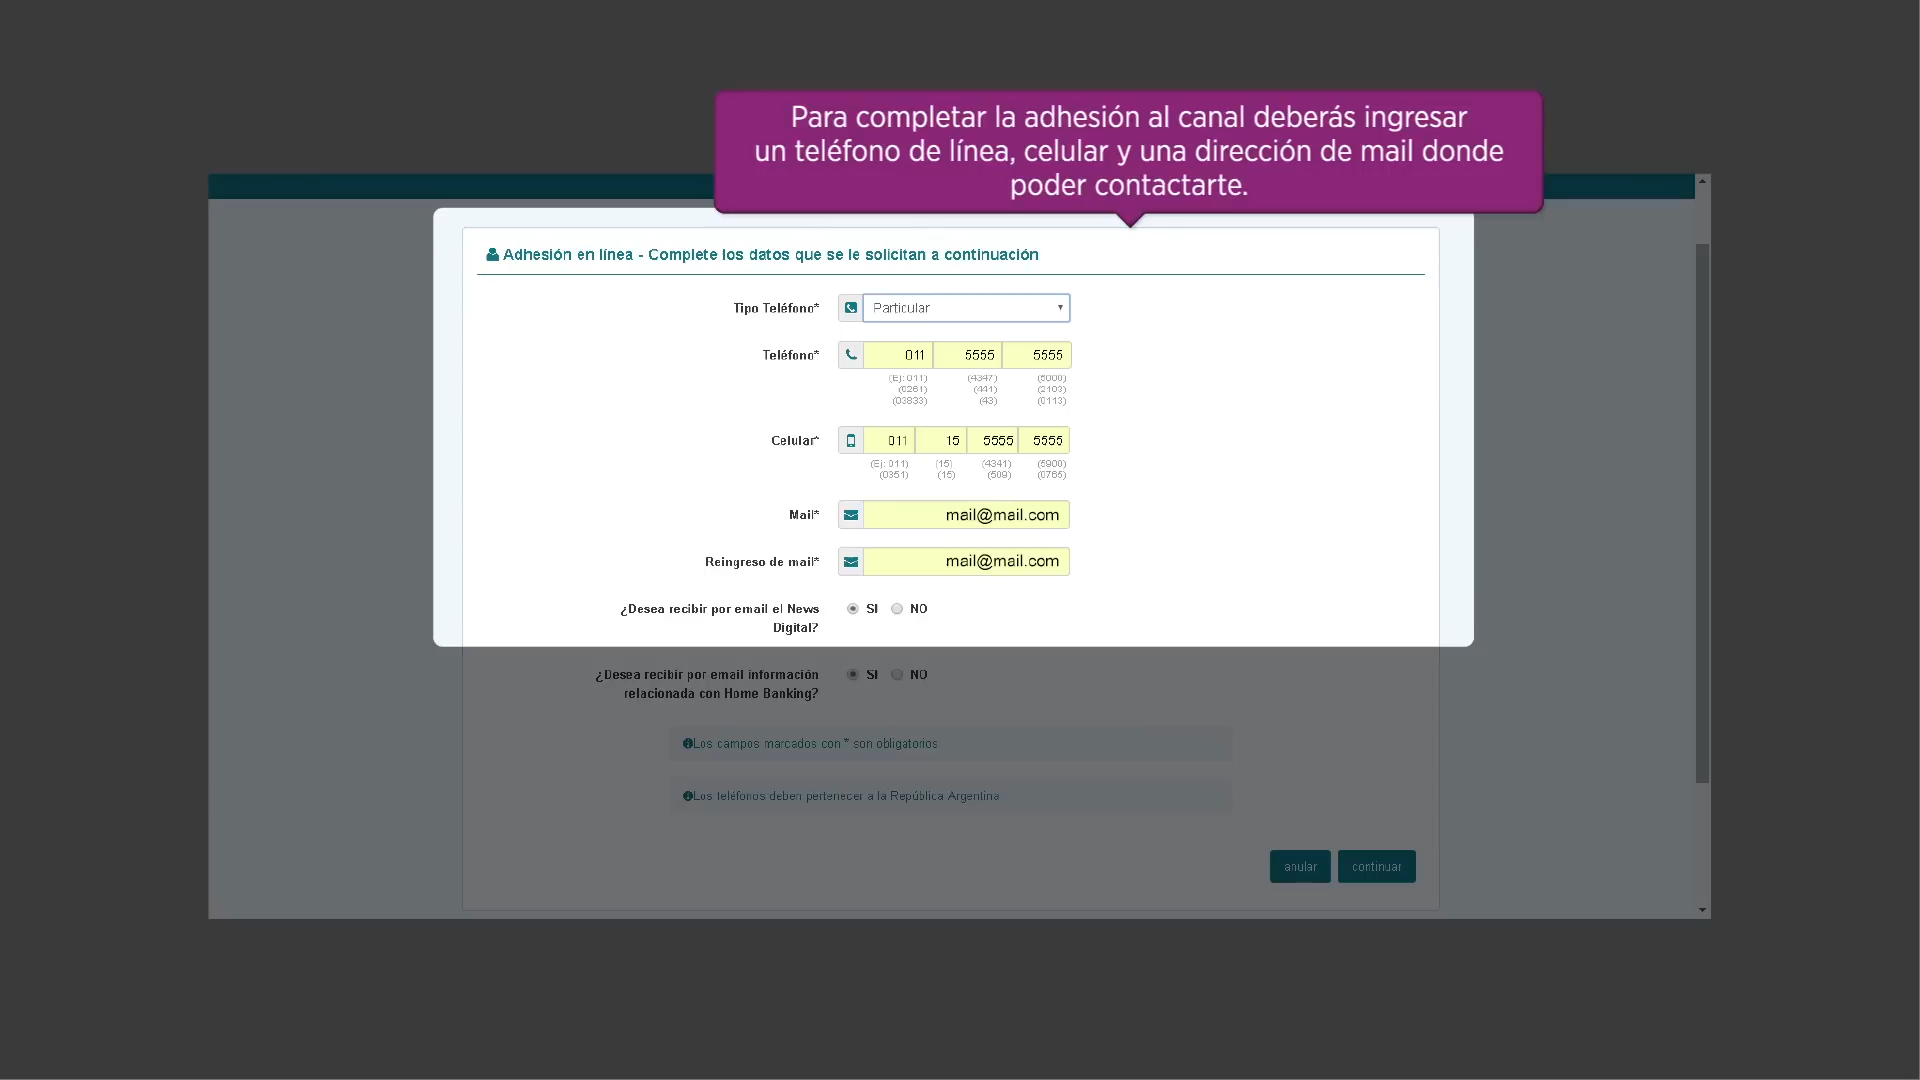 Para completar la adhesión al canal deberás ingresar
un teléfono de línea, celular y una dirección de mail donde
poder contactarte.
Adhesión en línea - Complete los datos que se le solicitan a continuación
Tipo Teléfono* Particular
Teléfono* 011 5555 5555
(Ej: 011) (4347) (6000)
(0261) (441) (2103)
(03833) (43) (0113)
Celular* 011 15 5555 5555
(Ej: 011) (15) (4341) (5900)
(0351) (15) (509) (0765)
Mail* mail@mail.com
Reingreso de mail* mail@mail.com
¿Desea recibir por email el News SI NO
Digital?
¿Desea recibir por email información SI NO
relacionada con Home Banking?
Los campos marcados con * son obligatorios
Los teléfonos deben pertenecer a la República Argentina
anular continuar